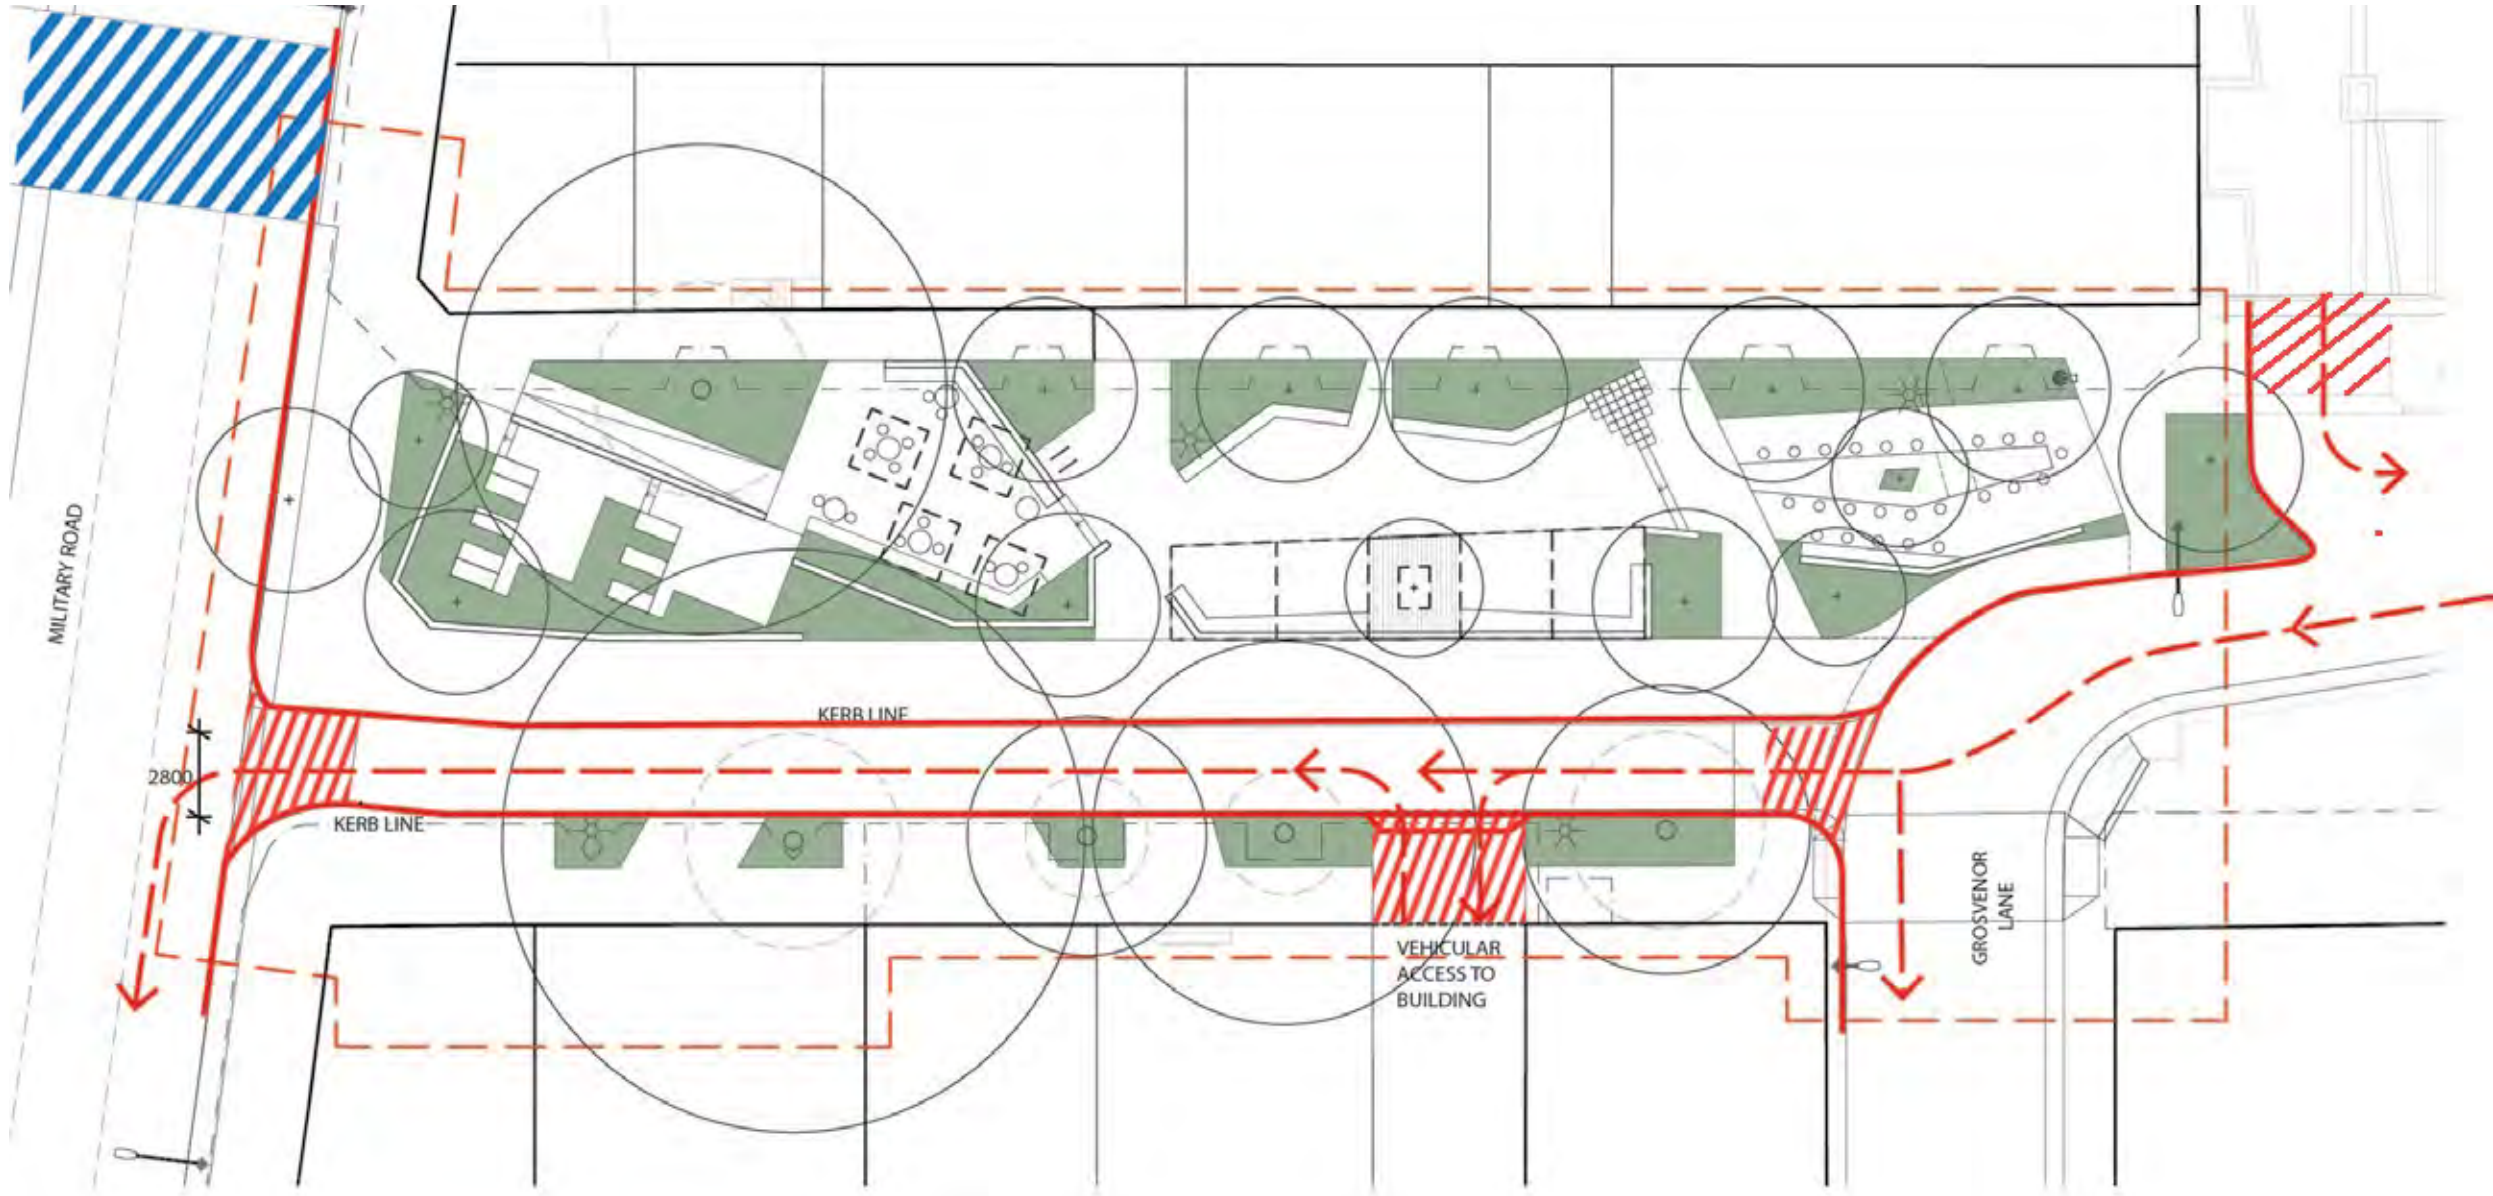 MILITARY ROAD
KERB LINE
2800
KERB LINE
VEHICULAR
ACCESS TO
BUILDING
GROSVENOR
LANE